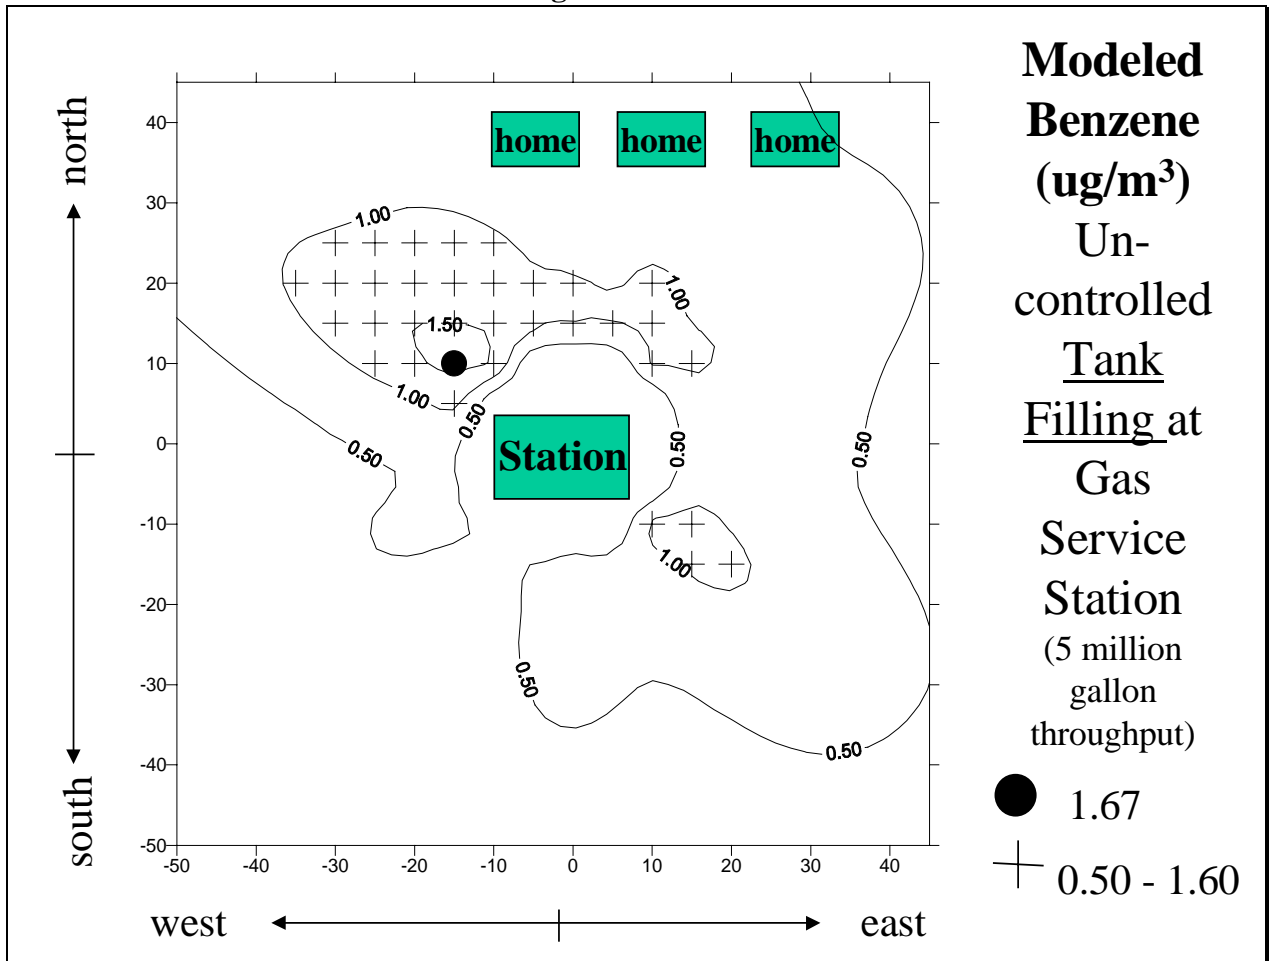 Modeled
Benzene
(ug/m³)
Un-
controlled
Tank
Filling at
Gas
Service
Station
(5 million
gallon
throughput)
1.67
0.50 - 1.60
north
south
west
east
40
30
20
10
0
-10
-20
-30
-40
-50
-50
-40
-30
-20
-10
0
10
20
30
40
home
home
home
Station
1.00
1.00
1.50
1.00
0.50
0.50
0.50
0.50
1.00
0.50
0.50